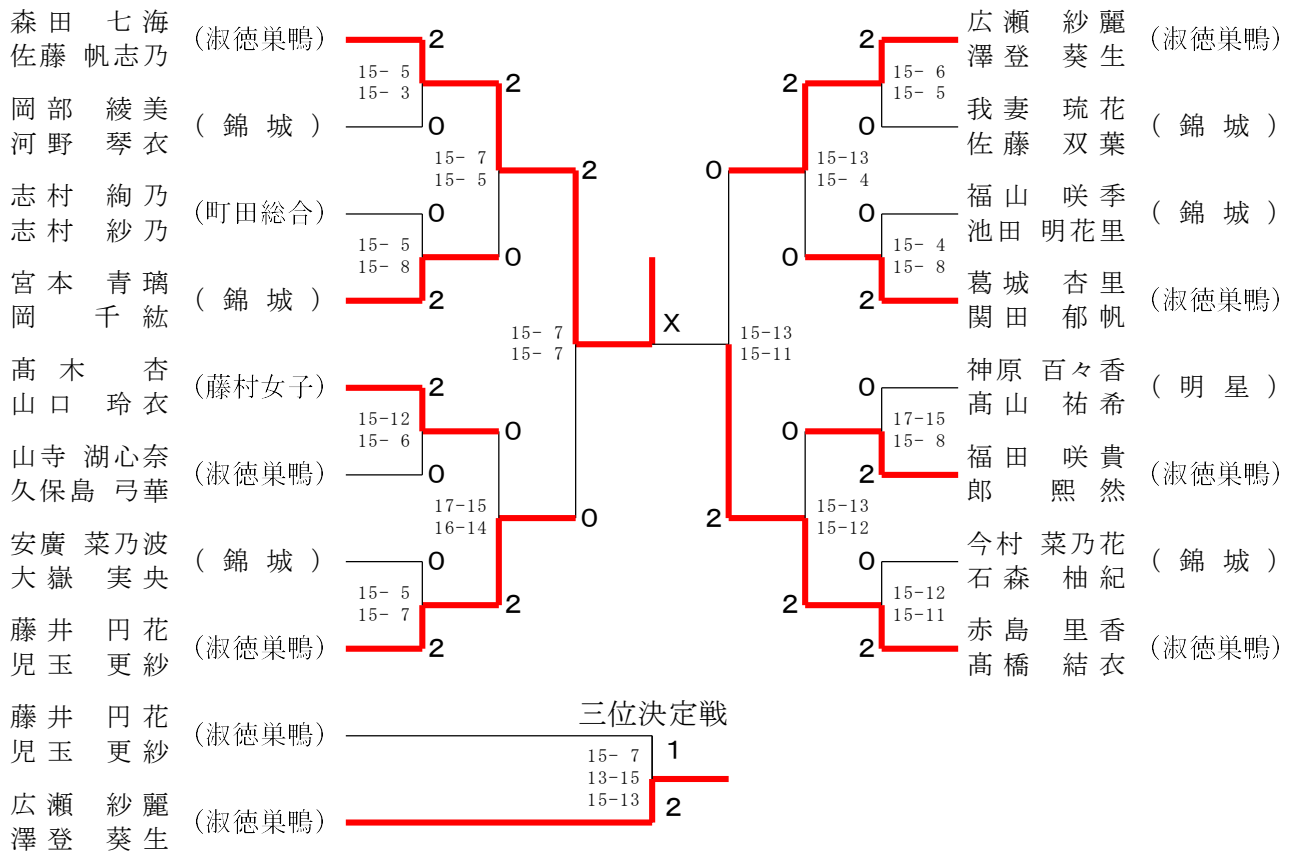 森田 七海
佐藤 帆志乃
(淑徳巣鴨)
2
15- 5
15- 3
岡部 綾美
河野 琴衣
( 錦 城 )
0
2
15- 7
15- 5
志村 絢乃
志村 紗乃
(町田総合)
0
15- 5
15- 8
0
宮本 青璃
岡 千紘
( 錦 城 )
2
2
15- 7
15- 7
髙木 杏
山口 玲衣
(藤村女子)
2
15-12
15- 6
0
山寺 湖心奈
久保島 弓華
(淑徳巣鴨)
0
17-15
16-14
0
安廣 菜乃波
大嶽 実央
( 錦 城 )
0
15- 5
15- 7
2
藤井 円花
児玉 更紗
(淑徳巣鴨)
2
X
広瀬 紗麗
澤登 葵生
(淑徳巣鴨)
2
15- 6
15- 5
2
我妻 琉花
佐藤 双葉
( 錦 城 )
0
15-13
15- 4
0
福山 咲季
池田 明花里
( 錦 城 )
0
15- 4
15- 8
0
葛城 杏里
関田 郁帆
(淑徳巣鴨)
2
15-13
15-11
神原 百々香
髙山 祐希
( 明 星 )
0
17-15
15- 8
0
福田 咲貴
郎 熙然
(淑徳巣鴨)
2
15-13
15-12
2
今村 菜乃花
石森 柚紀
( 錦 城 )
0
15-12
15-11
2
赤島 里香
髙橋 結衣
(淑徳巣鴨)
2
三位決定戦
藤井 円花
児玉 更紗
(淑徳巣鴨)
1
15- 7
13-15
15-13
2
広瀬 紗麗
澤登 葵生
(淑徳巣鴨)